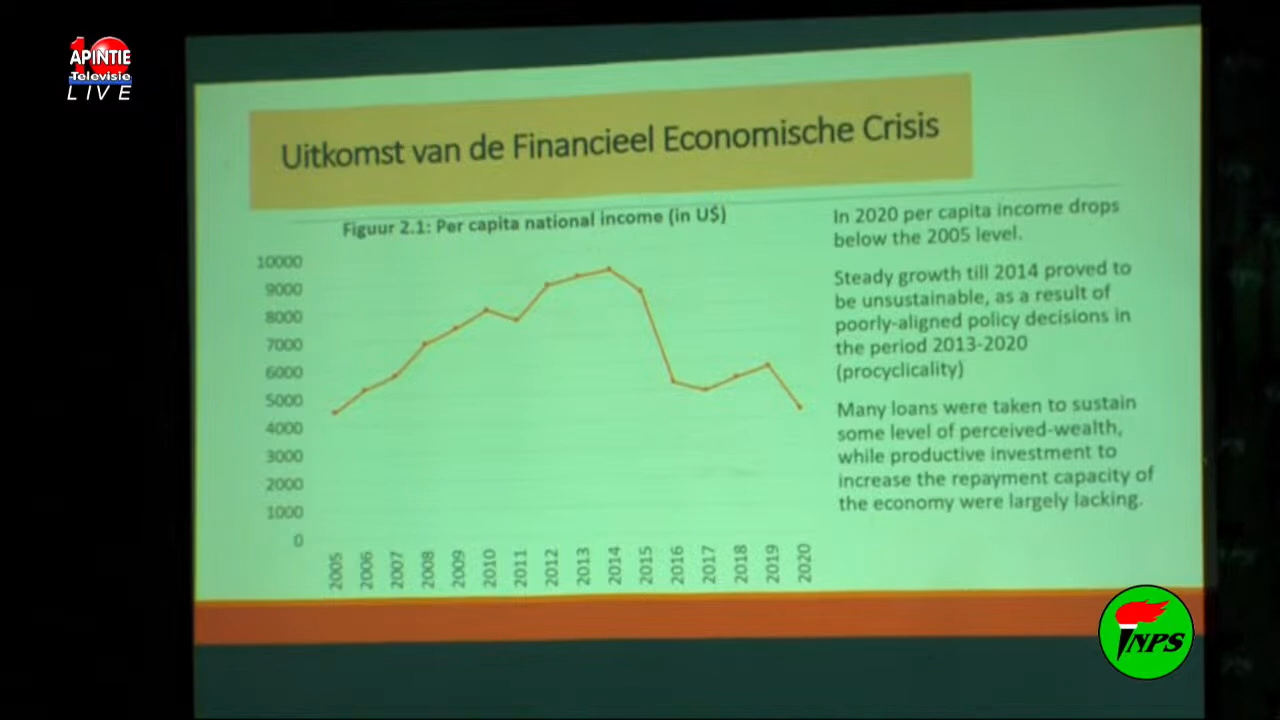 10
APINTIE
Televisie
LIVE
Uitkomst van de Financieel Economische Crisis
Figuur 2.1: Per capita national income (in U$)
10000
9000
8000
7000
6000
5000
4000
3000
2000
1000
0
2005
2006
2007
2008
2009
2010
2011
2012
2013
2014
2015
2016
2017
2018
2019
2020
In 2020 per capita income drops
below the 2005 level.
Steady growth till 2014 proved to
be unsustainable, as a result of
poorly-aligned policy decisions in
the period 2013-2020
(procyclicality)
Many loans were taken to sustain
some level of perceived-wealth,
while productive investment to
increase the repayment capacity of
the economy were largely lacking.
NPS